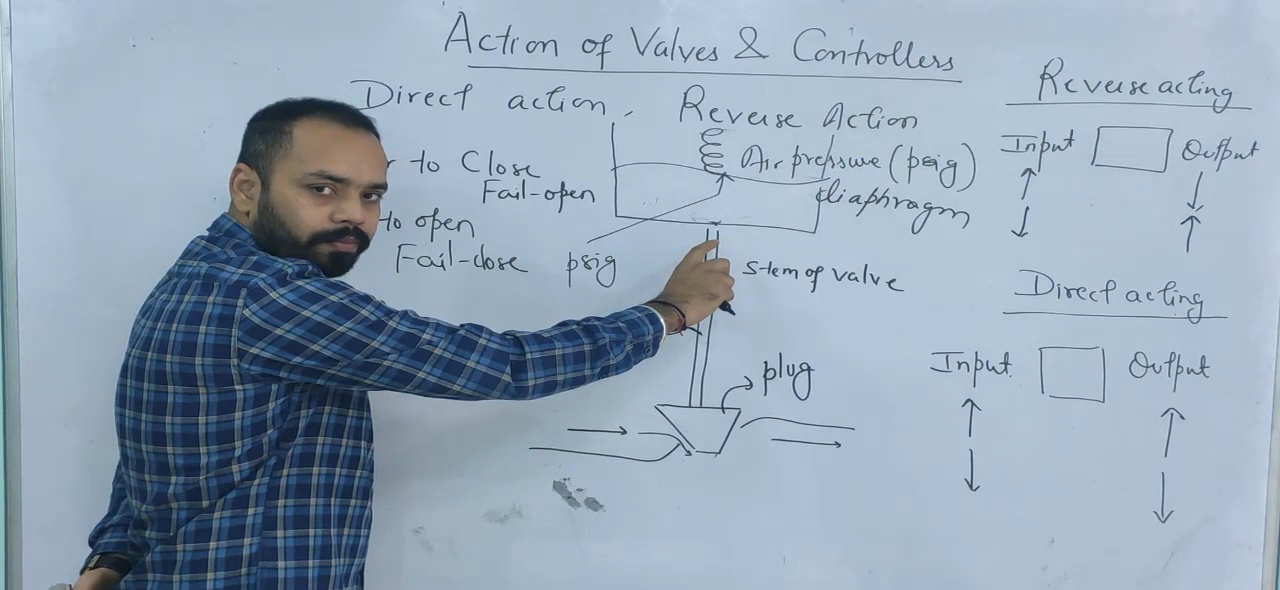 Action of Valves & Controllers
Direct action, Reverse Action
to Close
Fail-open
to open
Fail-close
Air pressure (psig)
diaphragm
psig
stem of valve
plug
Reverse acting
Input Output
Direct acting
Input Output